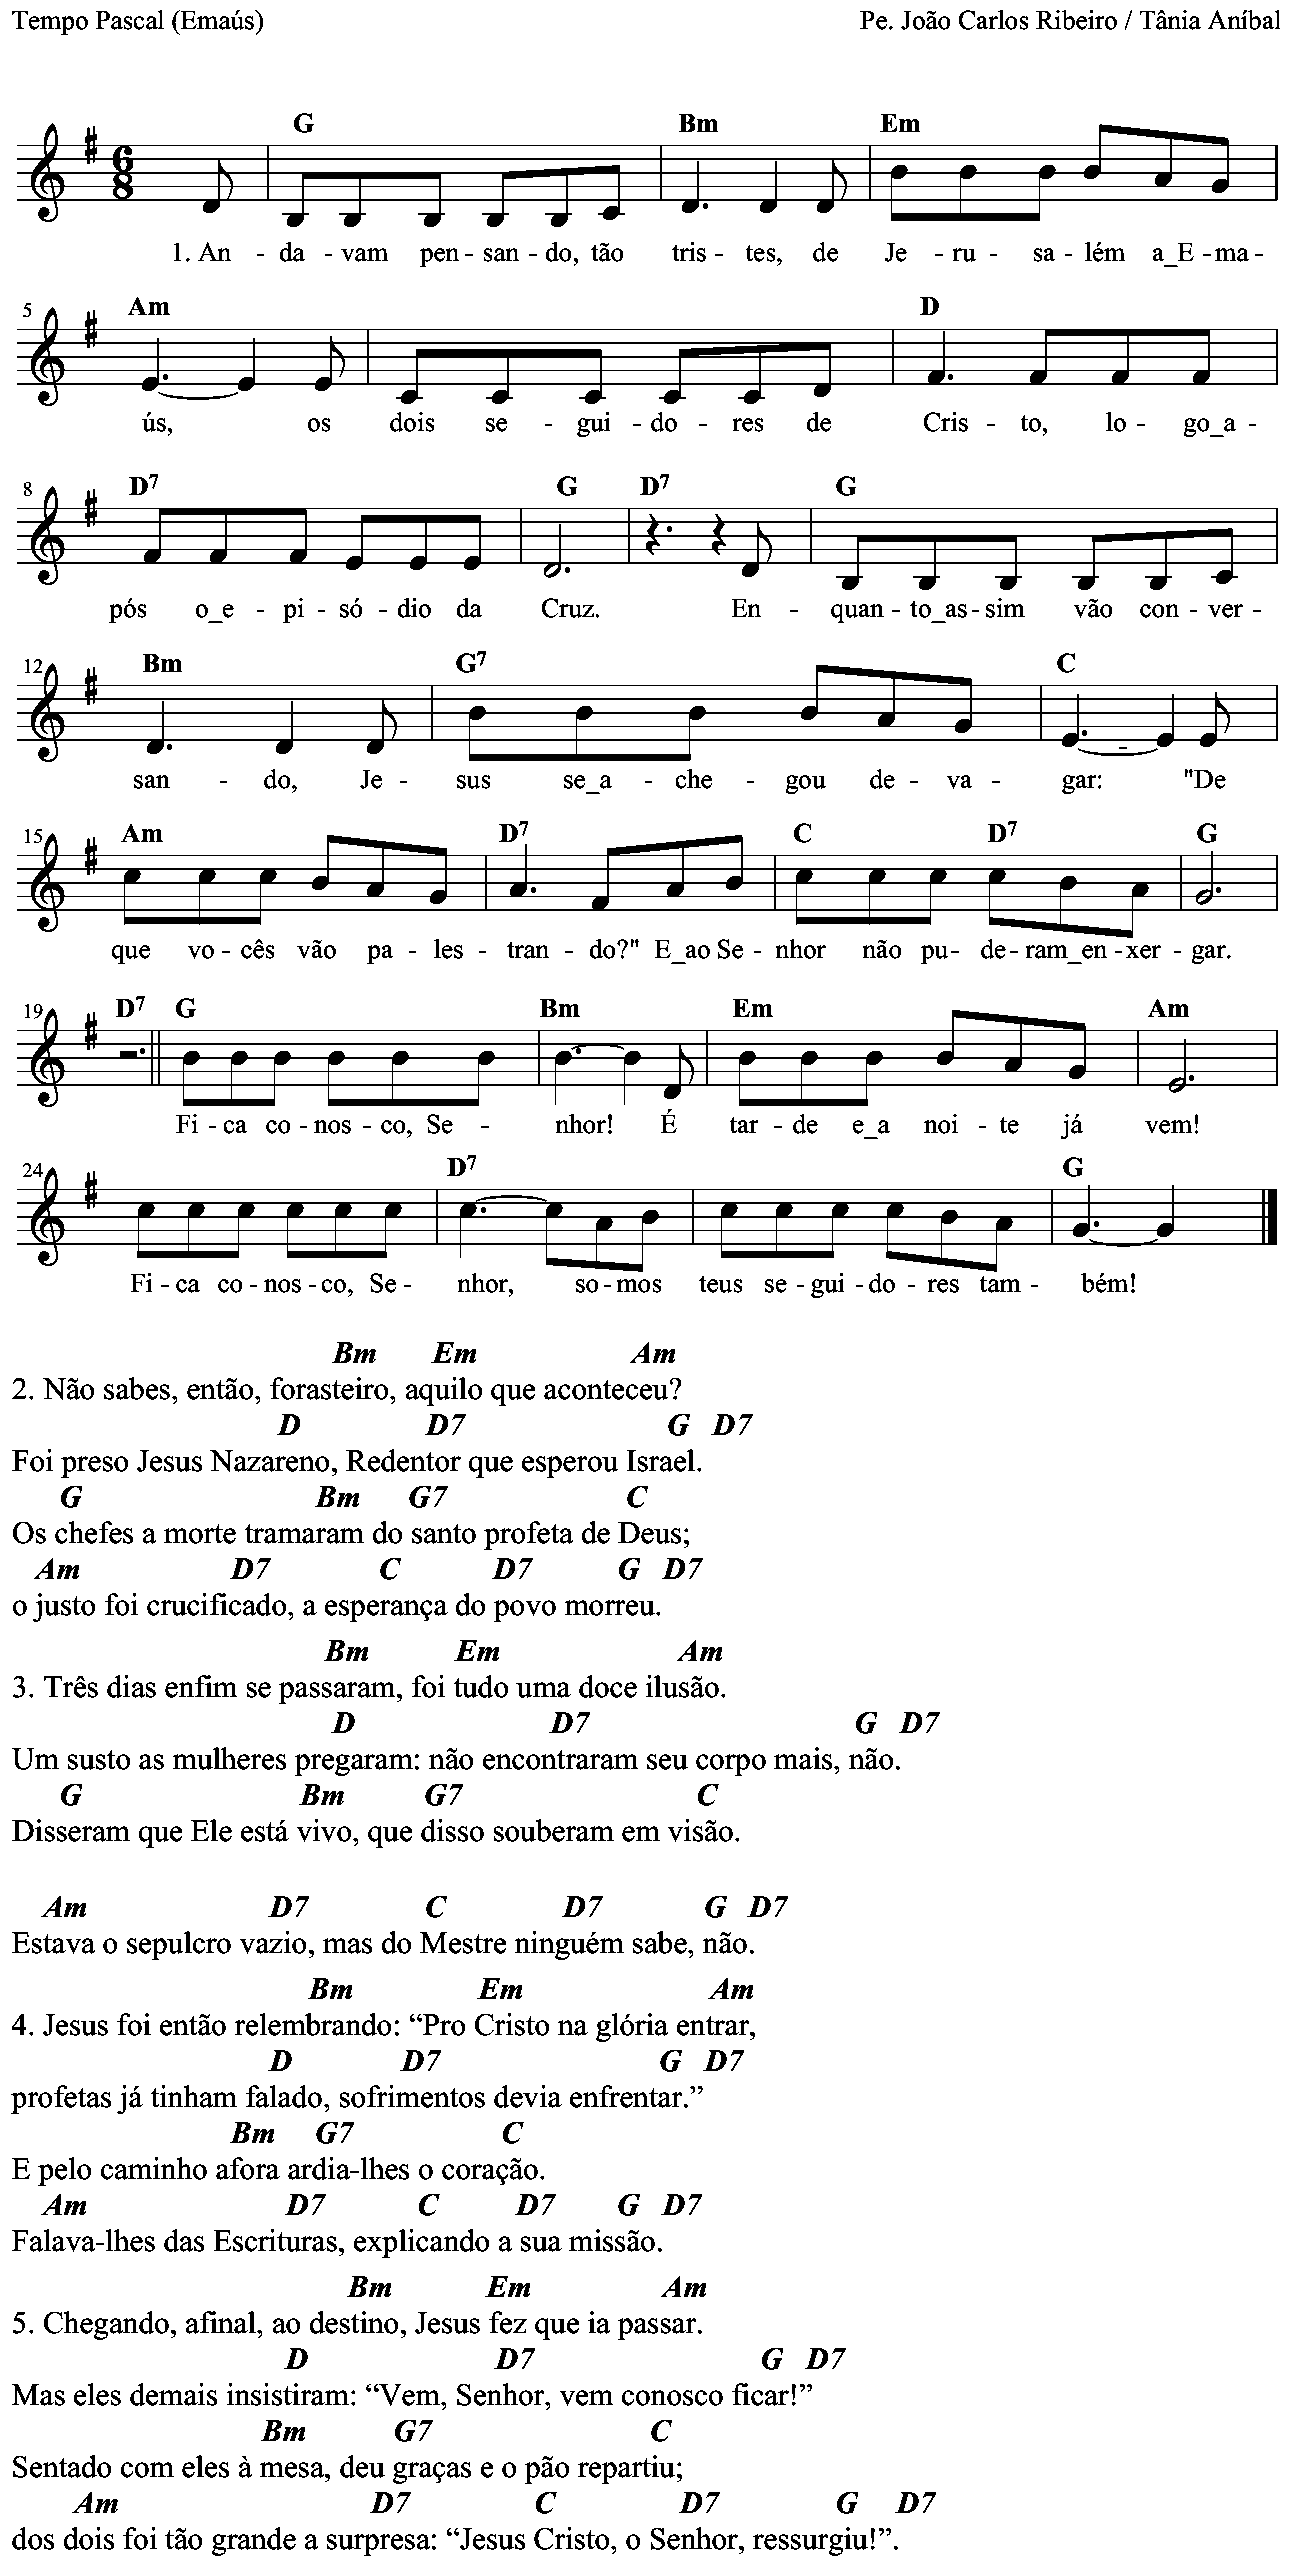 Tempo Pascal (Emaús) Pe. João Carlos Ribeiro / Tânia Aníbal
G Bm Em
6
8
1. An - da - vam pen - san - do, tão tris - tes, de Je - ru - sa - lém a_E - ma -
5 Am D
ús, os dois se - gui - do - res de Cris - to, lo - go_a -
8 D7 G D7 G
pós o_e - pi - só - dio da Cruz. En - quan - to_as - sim vão con - ver -
12 Bm G7 C
san - do, Je - sus se_a - che - gou de - va - gar: "De
15 Am D7 C D7 G
que vo - cês vão pa - les - tran - do?" E_ao Se - nhor não pu - de - ram_en - xer - gar.
19 D7 G Bm Em Am
Fi - ca co - nos - co, Se - nhor! É tar - de e_a noi - te já vem!
24 D7 G
Fi - ca co - nos - co, Se - nhor, so - mos teus se - gui - do - res tam - bém!
Bm Em Am
2. Não sabes, então, forasteiro, aquilo que aconteceu?
D D7 G D7
Foi preso Jesus Nazareno, Redentor que esperou Israel.
G Bm G7 C
Os chefes a morte tramaram do santo profeta de Deus;
Am D7 C D7 G D7
o justo foi crucificado, a esperança do povo morreu.
Bm Em Am
3. Três dias enfim se passaram, foi tudo uma doce ilusão.
D D7 G D7
Um susto as mulheres pregaram: não encontraram seu corpo mais, não.
G Bm G7 C
Disseram que Ele está vivo, que disso souberam em visão.
Am D7 C D7 G D7
Estava o sepulcro vazio, mas do Mestre ninguém sabe, não.
Bm Em Am
4. Jesus foi então relembrando: “Pro Cristo na glória entrar,
D D7 G D7
profetas já tinham falado, sofrimentos devia enfrentar.”
Bm G7 C
E pelo caminho afora ardia-lhes o coração.
Am D7 C D7 G D7
Falava-lhes das Escrituras, explicando a sua missão.
Bm Em Am
5. Chegando, afinal, ao destino, Jesus fez que ia passar.
D D7 G D7
Mas eles demais insistiram: “Vem, Senhor, vem conosco ficar!”
Bm G7 C
Sentado com eles à mesa, deu graças e o pão repartiu;
Am D7 C D7 G D7
dos dois foi tão grande a surpresa: “Jesus Cristo, o Senhor, ressurgiu!”.